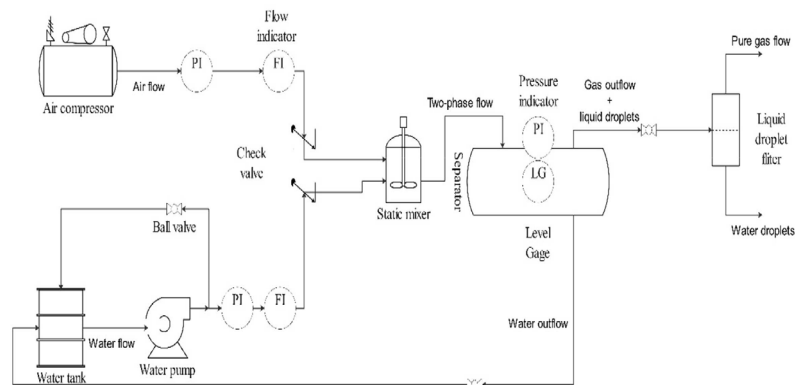 Air compressor
Air flow
PI
Flow
indicator
FI
Check
valve
Static mixer
Two-phase flow
Separator
Pressure
indicator
PI
LG
Level
Gage
Gas outflow
+
liquid droplets
Pure gas flow
Liquid
droplet
fliter
Water droplets
Ball valve
PI
FI
Water tank
Water flow
Water pump
Water outflow